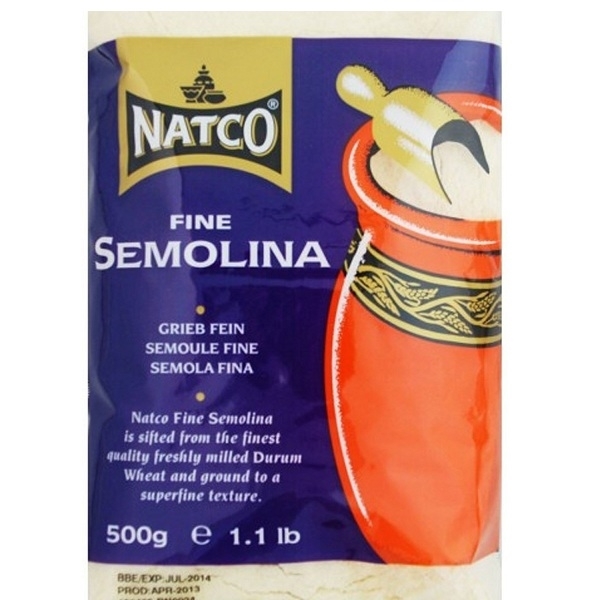 NATCO®
FINE
SEMOLINA
GRIEB FEIN
SEMOULE FINE
SEMOLA FINA
Natco Fine Semolina
is sifted from the finest
quality freshly milled Durum
Wheat and ground to a
superfine texture.
500g ℮ 1.1 lb
BBE/EXP:JUL-2014
PROD:APR-2013